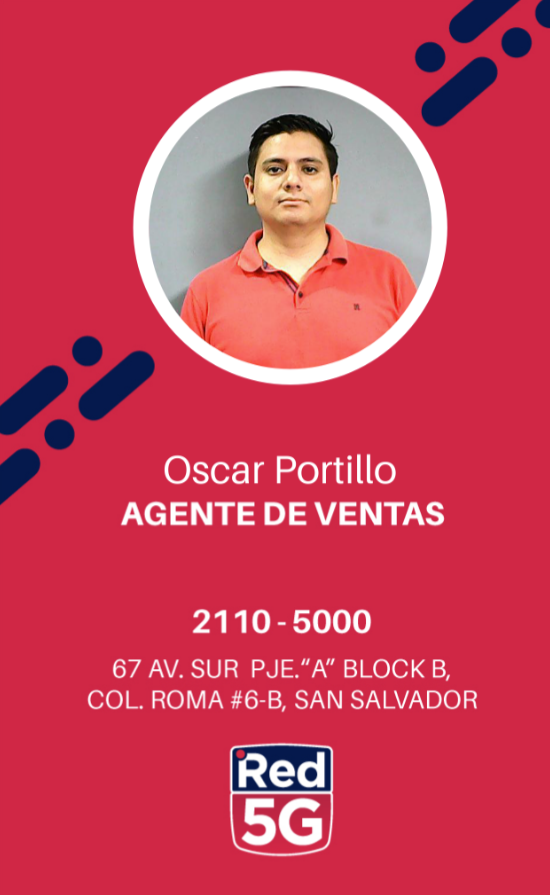 Oscar Portillo
AGENTE DE VENTAS
2110 - 5000
67 AV. SUR PJE."A" BLOCK B,
COL. ROMA #6-B, SAN SALVADOR
Red
5G